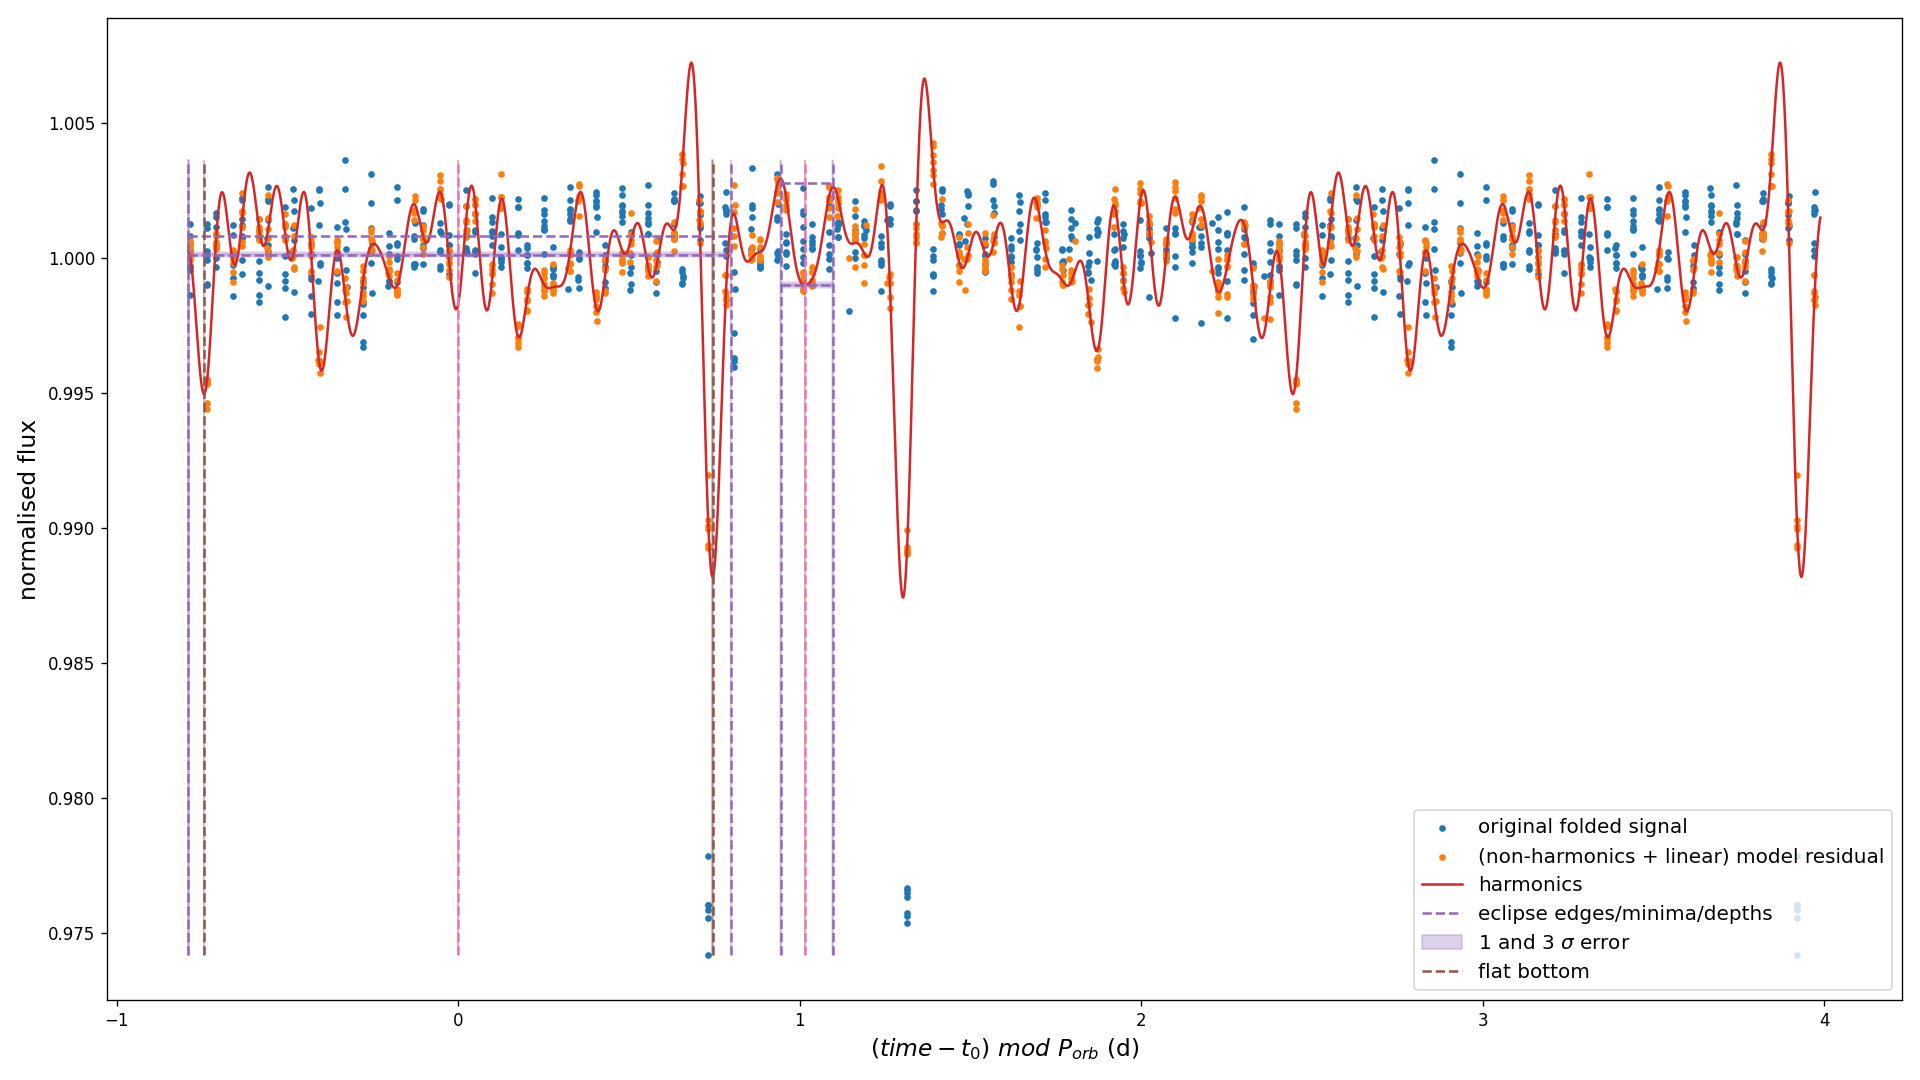 normalised flux
1.005
1.000
0.995
0.990
0.985
0.980
0.975
−1
0
1
2
3
4
(time − t₀) mod P_orb (d)
original folded signal
(non-harmonics + linear) model residual
harmonics
eclipse edges/minima/depths
1 and 3 σ error
flat bottom